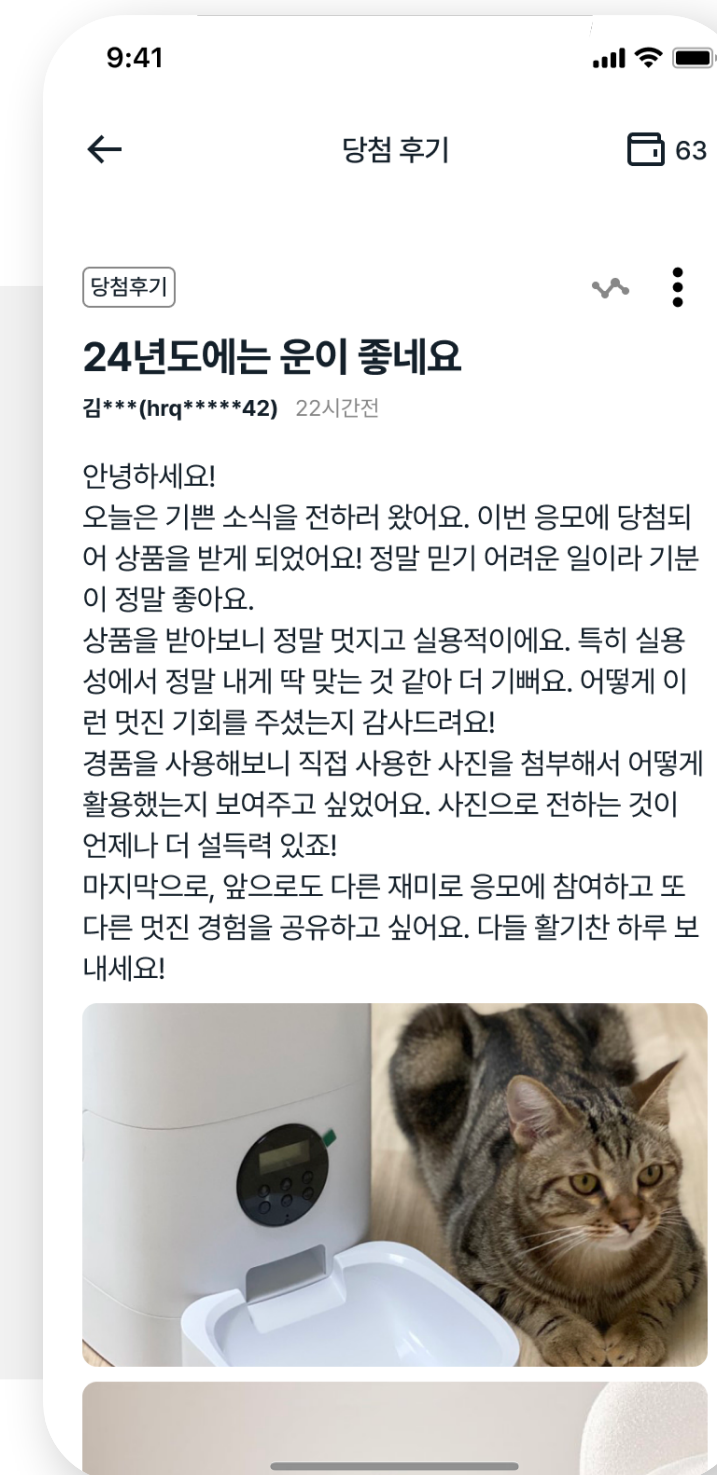 9:41
당첨 후기
63
당첨후기
24년도에는 운이 좋네요
김***(hrq*****42) 22시간전
안녕하세요!
오늘은 기쁜 소식을 전하러 왔어요. 이번 응모에 당첨되
어 상품을 받게 되었어요! 정말 믿기 어려운 일이라 기분
이 정말 좋아요.
상품을 받아보니 정말 멋지고 실용적이에요. 특히 실용
성에서 정말 내게 딱 맞는 것 같아 더 기뻐요. 어떻게 이
런 멋진 기회를 주셨는지 감사드려요!
경품을 사용해보니 직접 사용한 사진을 첨부해서 어떻게
활용했는지 보여주고 싶었어요. 사진으로 전하는 것이
언제나 더 설득력 있죠!
마지막으로, 앞으로도 다른 재미로 응모에 참여하고 또
다른 멋진 경험을 공유하고 싶어요. 다들 활기찬 하루 보
내세요!